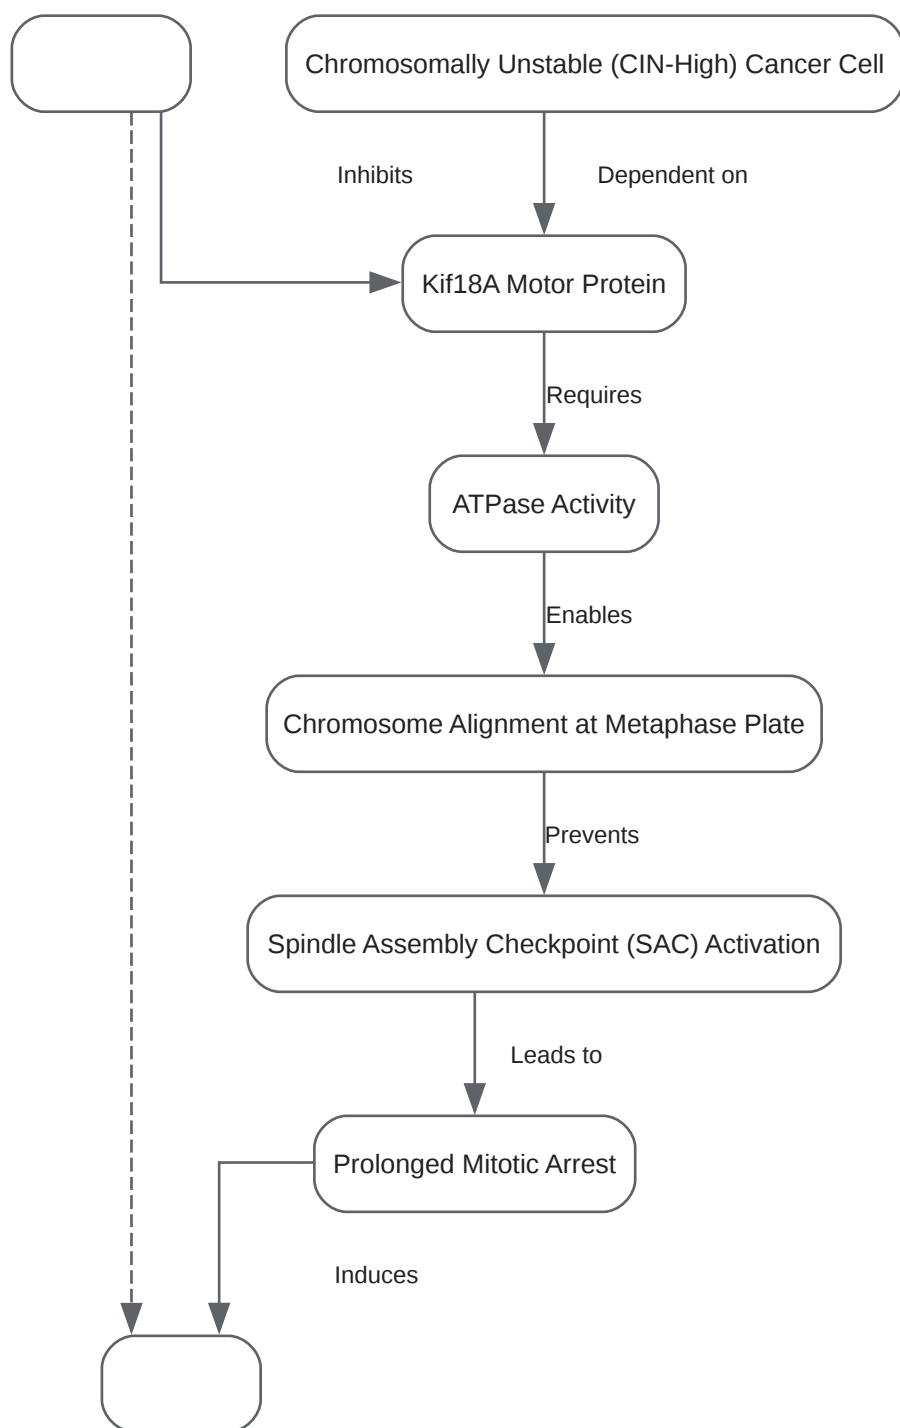 Chromosomally Unstable (CIN-High) Cancer Cell
Inhibits
Dependent on
Kif18A Motor Protein
Requires
ATPase Activity
Enables
Chromosome Alignment at Metaphase Plate
Prevents
Spindle Assembly Checkpoint (SAC) Activation
Leads to
Prolonged Mitotic Arrest
Induces